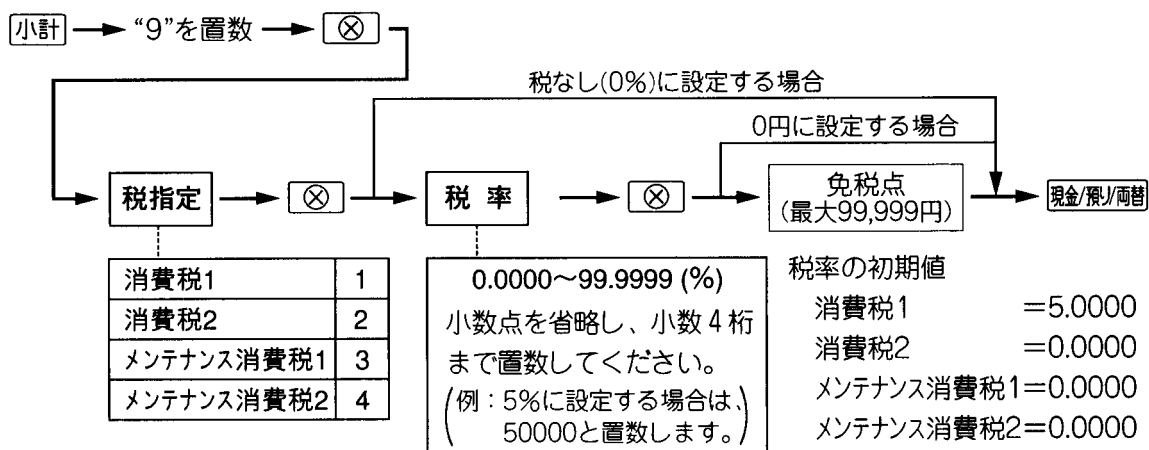 小計 “9”を置数 ⊗
税なし(0%)に設定する場合
0円に設定する場合
税指定 ⊗ 税 率 ⊗ 免税点 現金/預り/両替
(最大99,999円)
消費税1 1
消費税2 2
メンテナンス消費税1 3
メンテナンス消費税2 4
0.0000〜99.9999 (%)
小数点を省略し、小数4桁
まで置数してください。
(例：5%に設定する場合は、
50000と置数します。)
税率の初期値
消費税1 =5.0000
消費税2 =0.0000
メンテナンス消費税1=0.0000
メンテナンス消費税2=0.0000